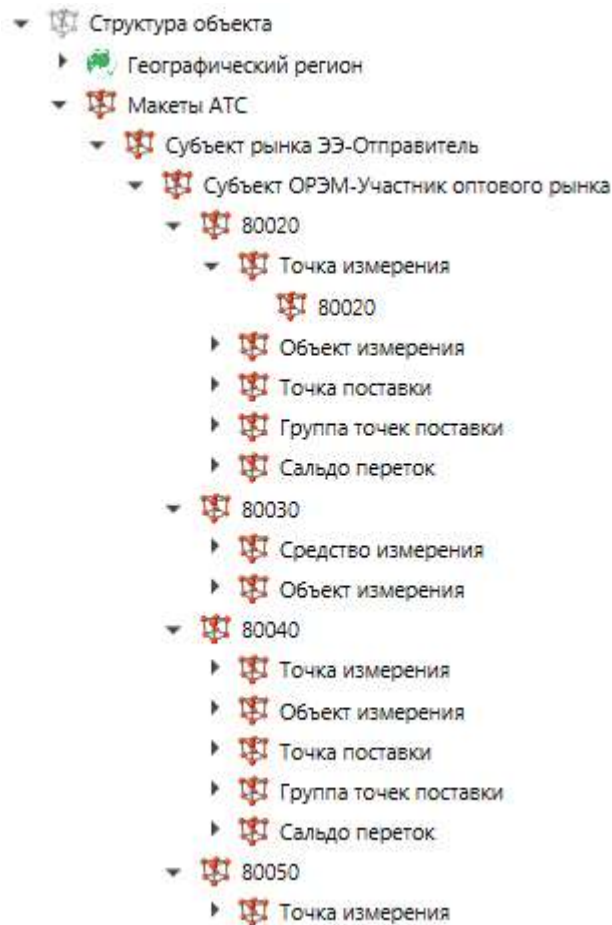 Структура объекта
Географический регион
Макеты АТС
Субъект рынка ЭЭ-Отправитель
Субъект ОРЭМ-Участник оптового рынка
80020
Точка измерения
80020
Объект измерения
Точка поставки
Группа точек поставки
Сальдо переток
80030
Средство измерения
Объект измерения
80040
Точка измерения
Объект измерения
Точка поставки
Группа точек поставки
Сальдо переток
80050
Точка измерения